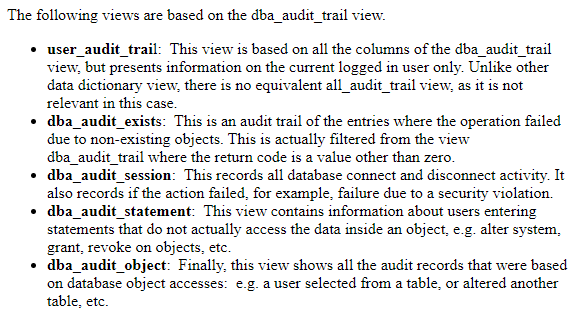 The following views are based on the dba_audit_trail view.
• user_audit_trail:  This view is based on all the columns of the dba_audit_trail
view, but presents information on the current logged in user only. Unlike other
data dictionary view, there is no equivalent all_audit_trail view, as it is not
relevant in this case.
• dba_audit_exists:  This is an audit trail of the entries where the operation failed
due to non-existing objects. This is actually filtered from the view
dba_audit_trail where the return code is a value other than zero.
• dba_audit_session:  This records all database connect and disconnect activity. It
also records if the action failed, for example, failure due to a security violation.
• dba_audit_statement:  This view contains information about users entering
statements that do not actually access the data inside an object, e.g. alter system,
grant, revoke on objects, etc.
• dba_audit_object:  Finally, this view shows all the audit records that were based
on database object accesses:  e.g. a user selected from a table, or altered another
table, etc.